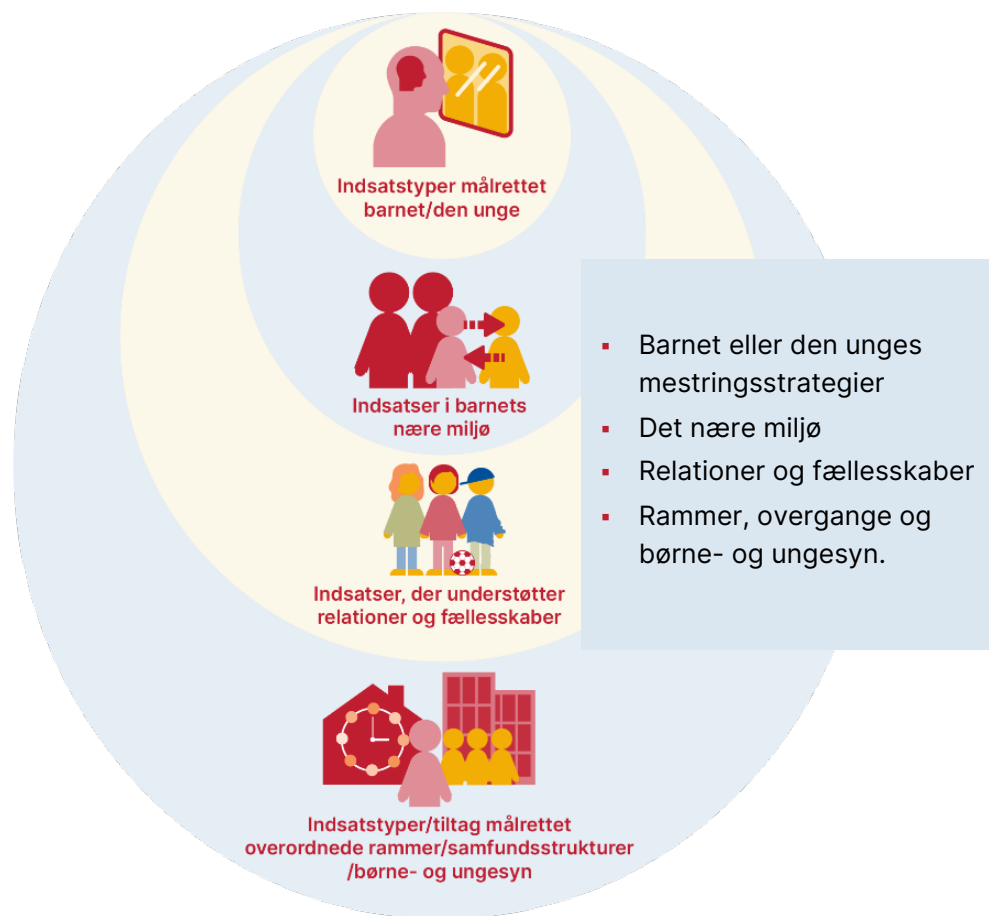 Indsatstyper målrettet
barnet/den unge
Indsatser i barnets
nære miljø
Indsatser, der understøtter
relationer og fællesskaber
Indsatstyper/tiltag målrettet
overordnede rammer/samfundsstrukturer
/børne- og ungesyn
▪ Barnet eller den unges
mestringsstrategier
▪ Det nære miljø
▪ Relationer og fællesskaber
▪ Rammer, overgange og
børne- og ungesyn.